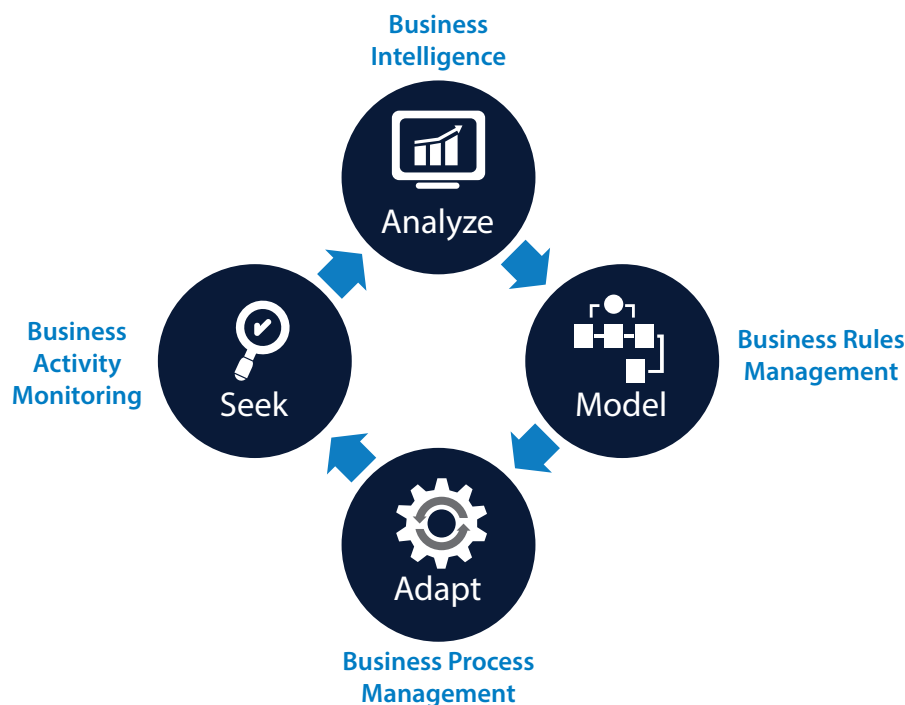 Business
Intelligence
Analyze
Business
Activity
Monitoring
Seek
Model
Business Rules
Management
Adapt
Business Process
Management